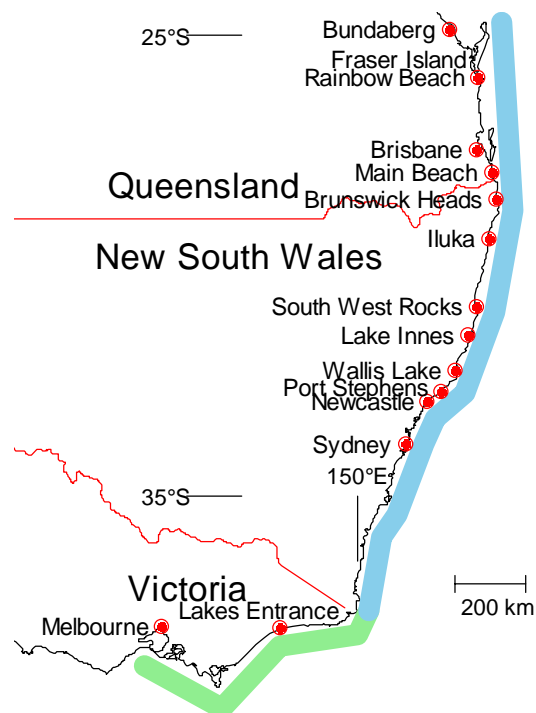 Bundaberg
25°S
Fraser Island
Rainbow Beach
Brisbane
Main Beach
Queensland
Brunswick Heads
Iluka
New South Wales
South West Rocks
Lake Innes
Wallis Lake
Port Stephens
Newcastle
Sydney
150°E
35°S
Victoria
200 km
Lakes Entrance
Melbourne